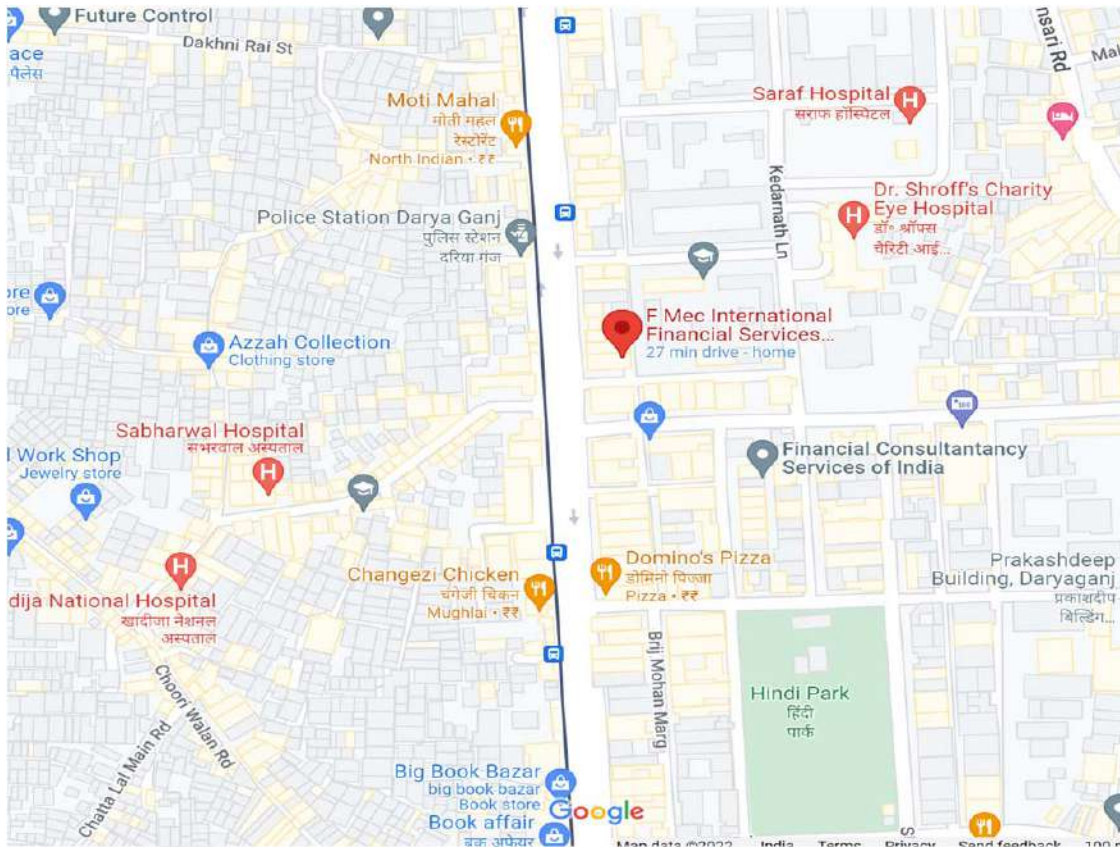 Future Control
Dakhni Rai St
ace
पैलेस
nsari Rd
Mal
Moti Mahal
मोती महल
रेस्टोरेंट
North Indian • ₹₹
Saraf Hospital
सराफ हॉस्पिटल
Kedarnath Ln
Dr. Shroff's Charity
Eye Hospital
डॉ॰ श्रॉफ्स
चैरिटी आई...
Police Station Darya Ganj
पुलिस स्टेशन
दरिया गंज
ore
ore
Azzah Collection
Clothing store
F Mec International
Financial Services...
27 min drive - home
Sabharwal Hospital
सभरवाल अस्पताल
l Work Shop
Jewelry store
Financial Consultancy
Services of India
Domino's Pizza
डोमिनो पिज्जा
Pizza • ₹₹
Changezi Chicken
चंगेजी चिकन
Mughlai • ₹₹
Prakashdeep
Building, Daryaganj
प्रकाशदीप
बिल्डिंग...
dija National Hospital
खादीजा नेशनल
अस्पताल
Choori Walan Rd
Chatta Lal Main Rd
Brij Mohan Marg
Hindi Park
हिंदी
पार्क
Big Book Bazar
big book bazar
Book store
Google
Book affair
बुक अफेयर
S
Map data ©2022 India Terms Privacy Send feedback